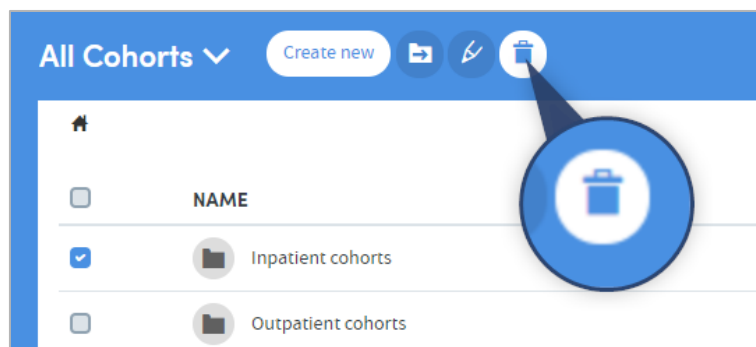 All Cohorts
Create new
NAME
Inpatient cohorts
Outpatient cohorts